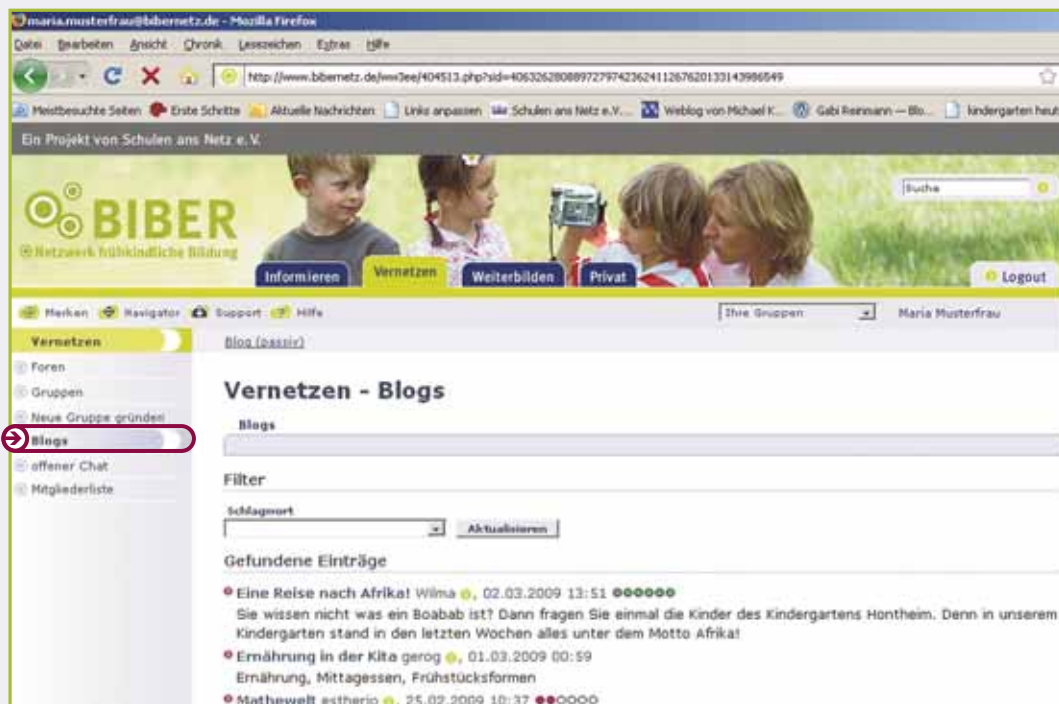 maria.musterfrau@bibernetz.de - Mozilla Firefox
Datei Bearbeiten Ansicht Chronik Lesezeichen Extras Hilfe
http://www.bibernetz.de/ww3ee/404513.php?sid=40632628088972797423624112676201331439865​49
Meistbesuchte Seiten Erste Schritte Aktuelle Nachrichten Links anpassen Schulen ans Netz e.V.... Weblog von Michael K... Gabi Reinmann — Blo... kindergarten heut
Ein Projekt von Schulen ans Netz e. V.
Suche
BIBER
Netzwerk frühkindliche Bildung
Informieren Vernetzen Weiterbilden Privat Logout
Merken Navigator Support Hilfe Ihre Gruppen Maria Musterfrau
Vernetzen Blog (passiv)
Foren
Gruppen
Vernetzen - Blogs
Neue Gruppe gründen
Blogs
Blogs
offener Chat
Filter
Mitgliederliste
Schlagwort
Aktualisieren
Gefundene Einträge
Eine Reise nach Afrika! Wilma , 02.03.2009 13:51
Sie wissen nicht was ein Boabab ist? Dann fragen Sie einmal die Kinder des Kindergartens Hontheim. Denn in unserem
Kindergarten stand in den letzten Wochen alles unter dem Motto Afrika!
Ernährung in der Kita gerog , 01.03.2009 00:59
Ernährung, Mittagessen, Frühstücksformen
Mathewelt estherio , 25.02.2009 10:37